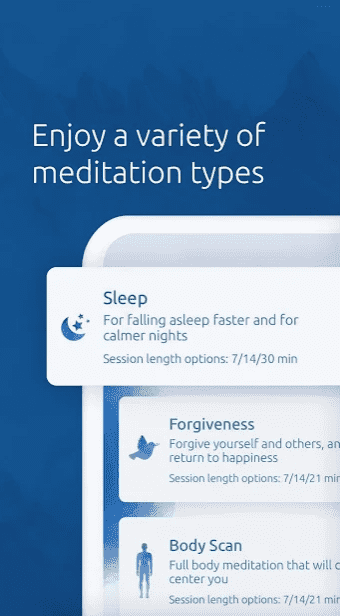 Enjoy a variety of
meditation types
Sleep
For falling asleep faster and for
calmer nights
Session length options: 7/14/30 min
Forgiveness
Forgive yourself and others, an
return to happiness
Session length options: 7/14/21 min
Body Scan
Full body meditation that will c
center you
Session length options: 7/14/21 min